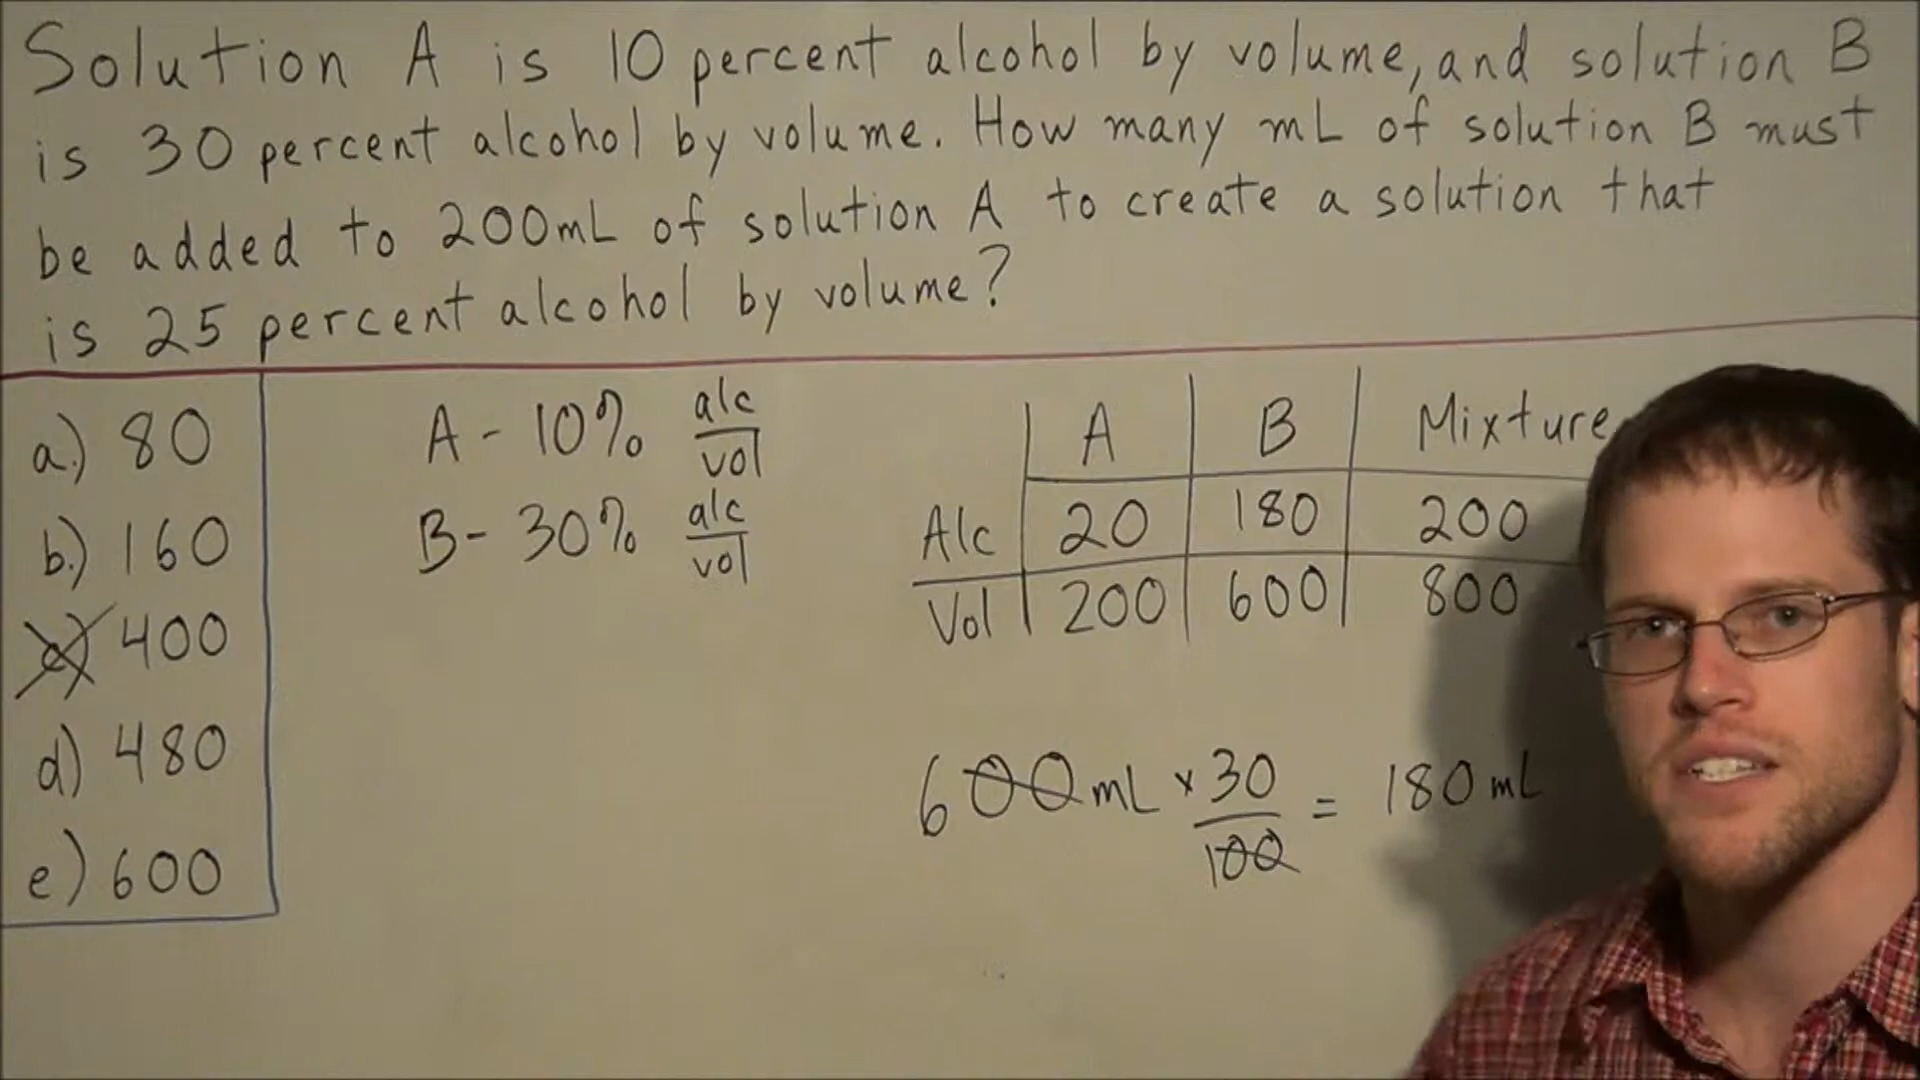 Solution A is 10 percent alcohol by volume, and solution B
is 30 percent alcohol by volume. How many mL of solution B must
be added to 200mL of solution A to create a solution that
is 25 percent alcohol by volume?
a.) 80
b.) 160
c) 400
d) 480
e) 600
A - 10% alc
vol
B - 30% alc
vol
A B Mixture
Alc 20 180 200
Vol 200 600 800
600 mL × 30 = 180 mL
100